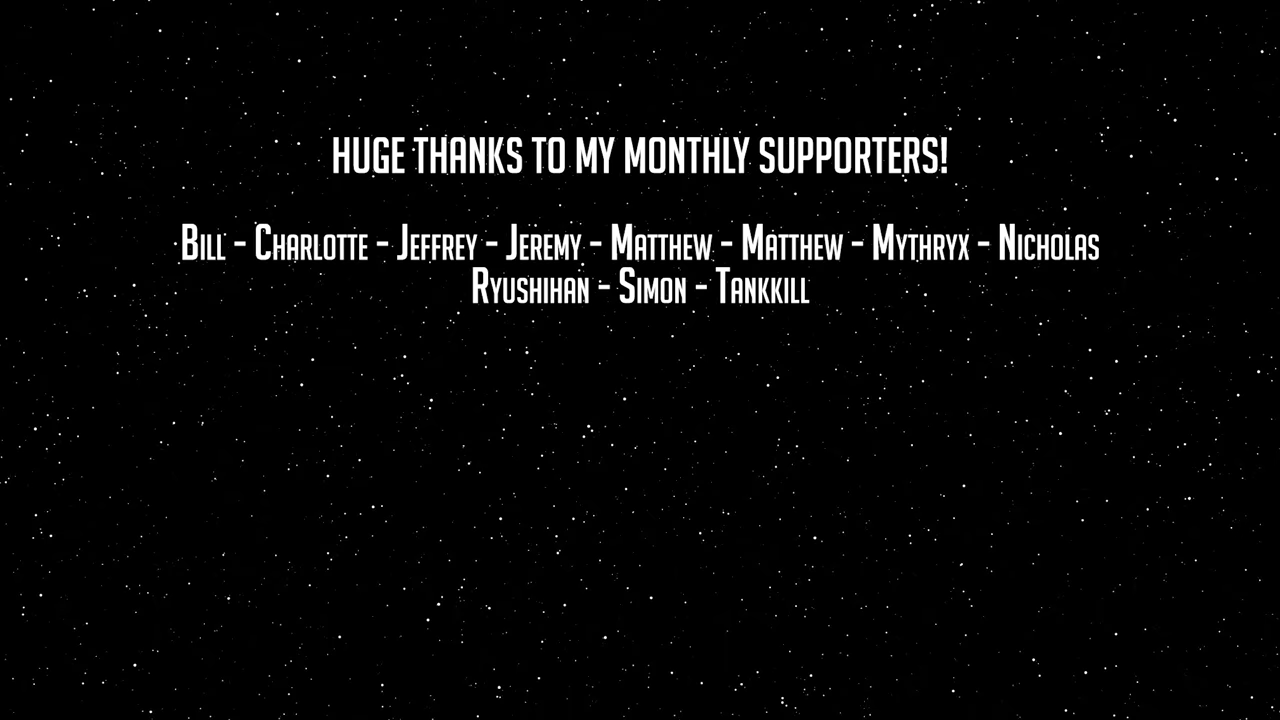 HUGE THANKS TO MY MONTHLY SUPPORTERS!
Bill - Charlotte - Jeffrey - Jeremy - Matthew - Matthew - Mythryx - Nicholas
Ryushihan - Simon - Tankkill